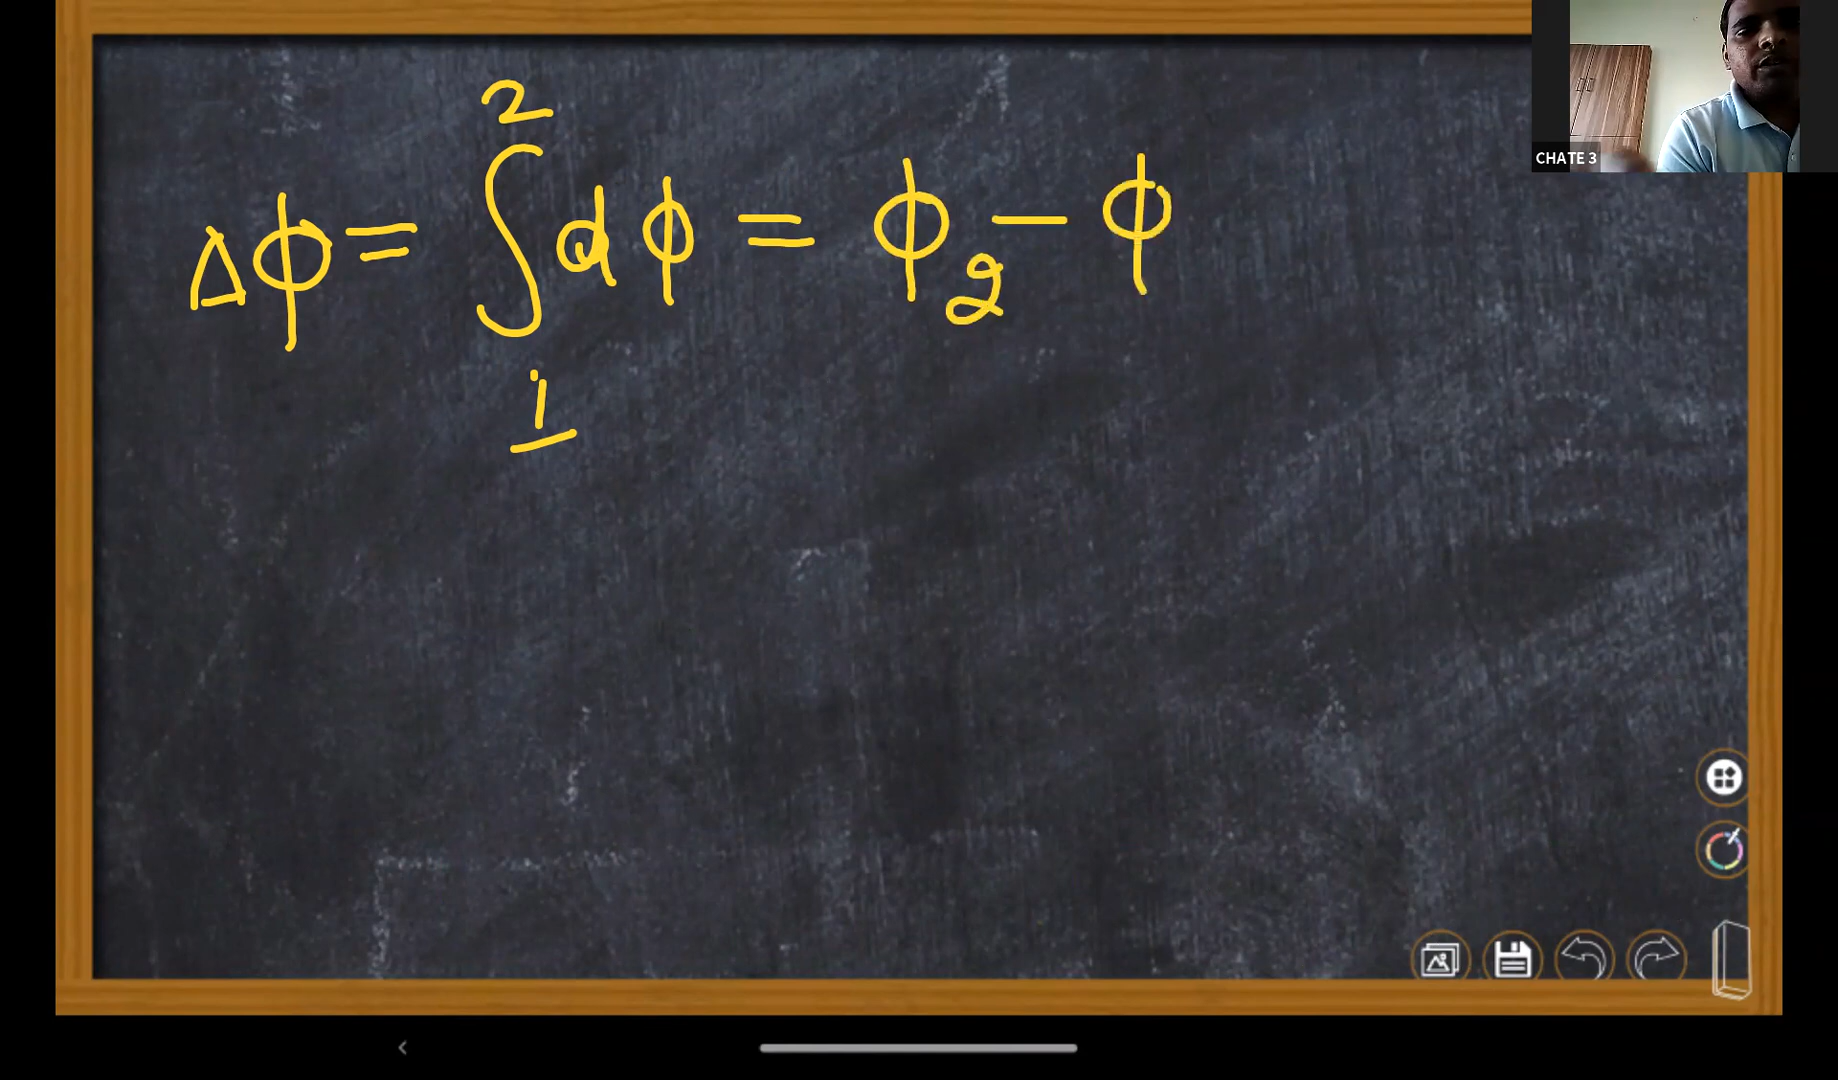 CHATE 3
Δϕ = ∫₁² dϕ = ϕ₂ − ϕ